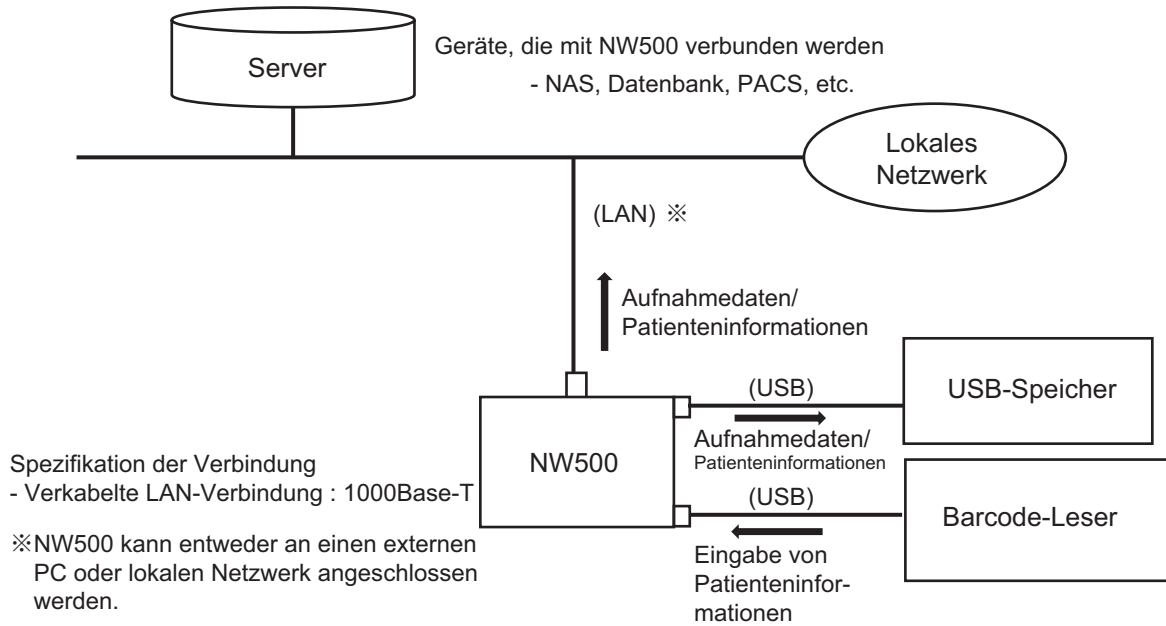 Server
Geräte, die mit NW500 verbunden werden
- NAS, Datenbank, PACS, etc.
Lokales
Netzwerk
(LAN) ※
Aufnahmedaten/
Patienteninformationen
(USB)
USB-Speicher
Aufnahmedaten/
Patienteninformationen
NW500
Spezifikation der Verbindung
- Verkabelte LAN-Verbindung : 1000Base-T
(USB)
Barcode-Leser
Eingabe von
Patienteninfor-
mationen
※NW500 kann entweder an einen externen
PC oder lokalen Netzwerk angeschlossen
werden.